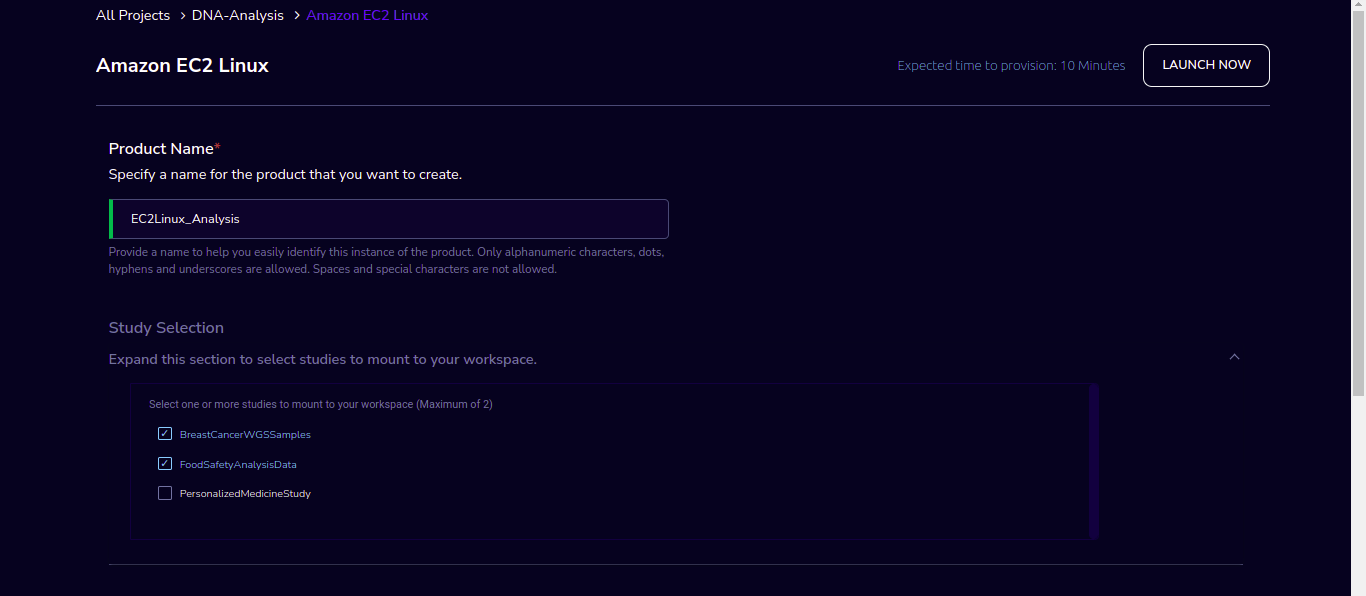 All Projects > DNA-Analysis > Amazon EC2 Linux
Amazon EC2 Linux
Expected time to provision: 10 Minutes
LAUNCH NOW
Product Name*
Specify a name for the product that you want to create.
EC2Linux_Analysis
Provide a name to help you easily identify this instance of the product. Only alphanumeric characters, dots,
hyphens and underscores are allowed. Spaces and special characters are not allowed.
Study Selection
Expand this section to select studies to mount to your workspace.
Select one or more studies to mount to your workspace (Maximum of 2)
BreastCancerWGSSamples
FoodSafetyAnalysisData
PersonalizedMedicineStudy